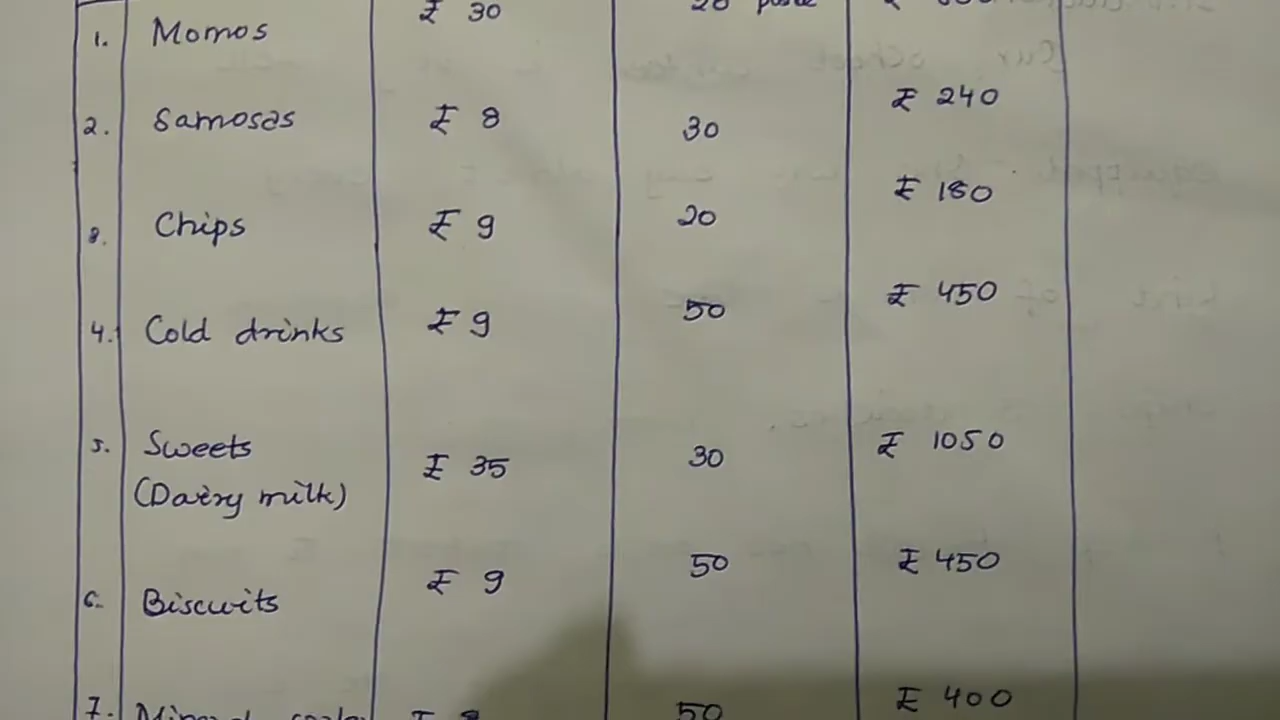 1. Momos ₹ 30 20
2. Samosas ₹ 8 30 ₹ 240
3. Chips ₹ 9 20 ₹ 180
4. Cold drinks ₹ 9 50 ₹ 450
5. Sweets ₹ 35 30 ₹ 1050
(Dairy milk)
6. Biscuits ₹ 9 50 ₹ 450
7. 50 ₹ 400